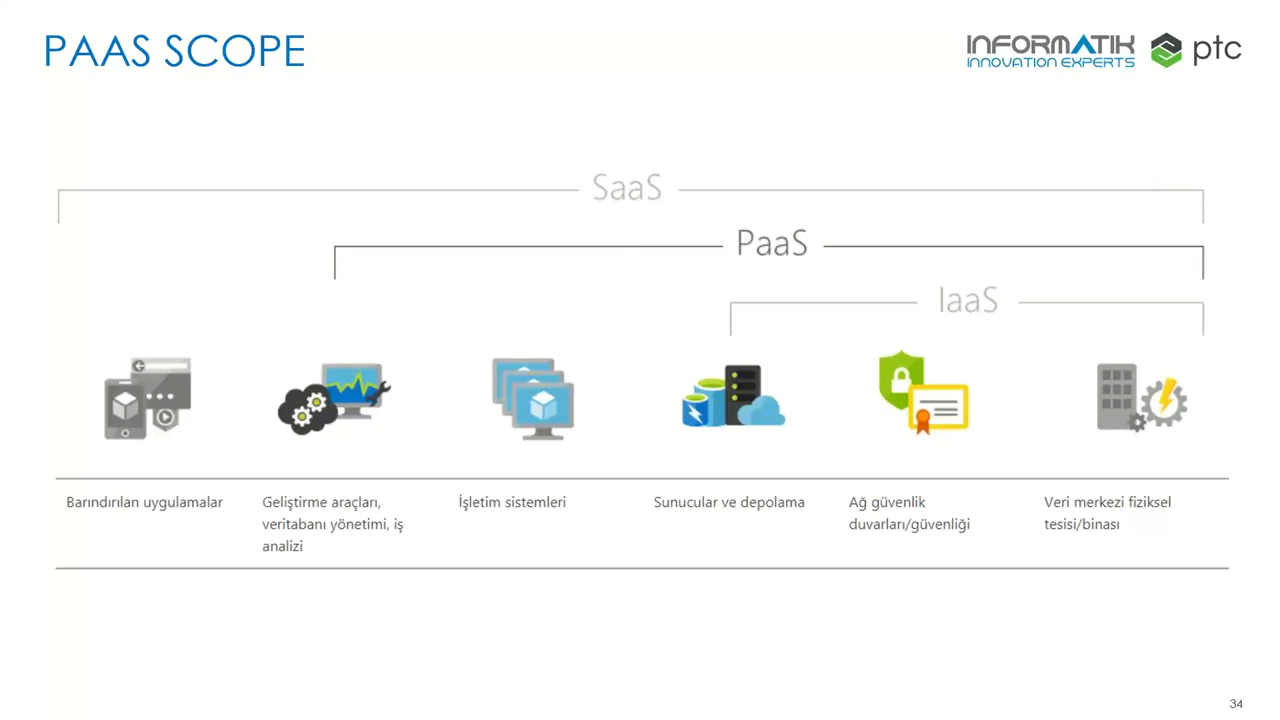 PAAS SCOPE
INFORMATIK
INNOVATION EXPERTS
ptc
SaaS
PaaS
IaaS
Barındırılan uygulamalar
Geliştirme araçları,
veritabanı yönetimi, iş
analizi
İşletim sistemleri
Sunucular ve depolama
Ağ güvenlik
duvarları/güvenliği
Veri merkezi fiziksel
tesisi/binası
34